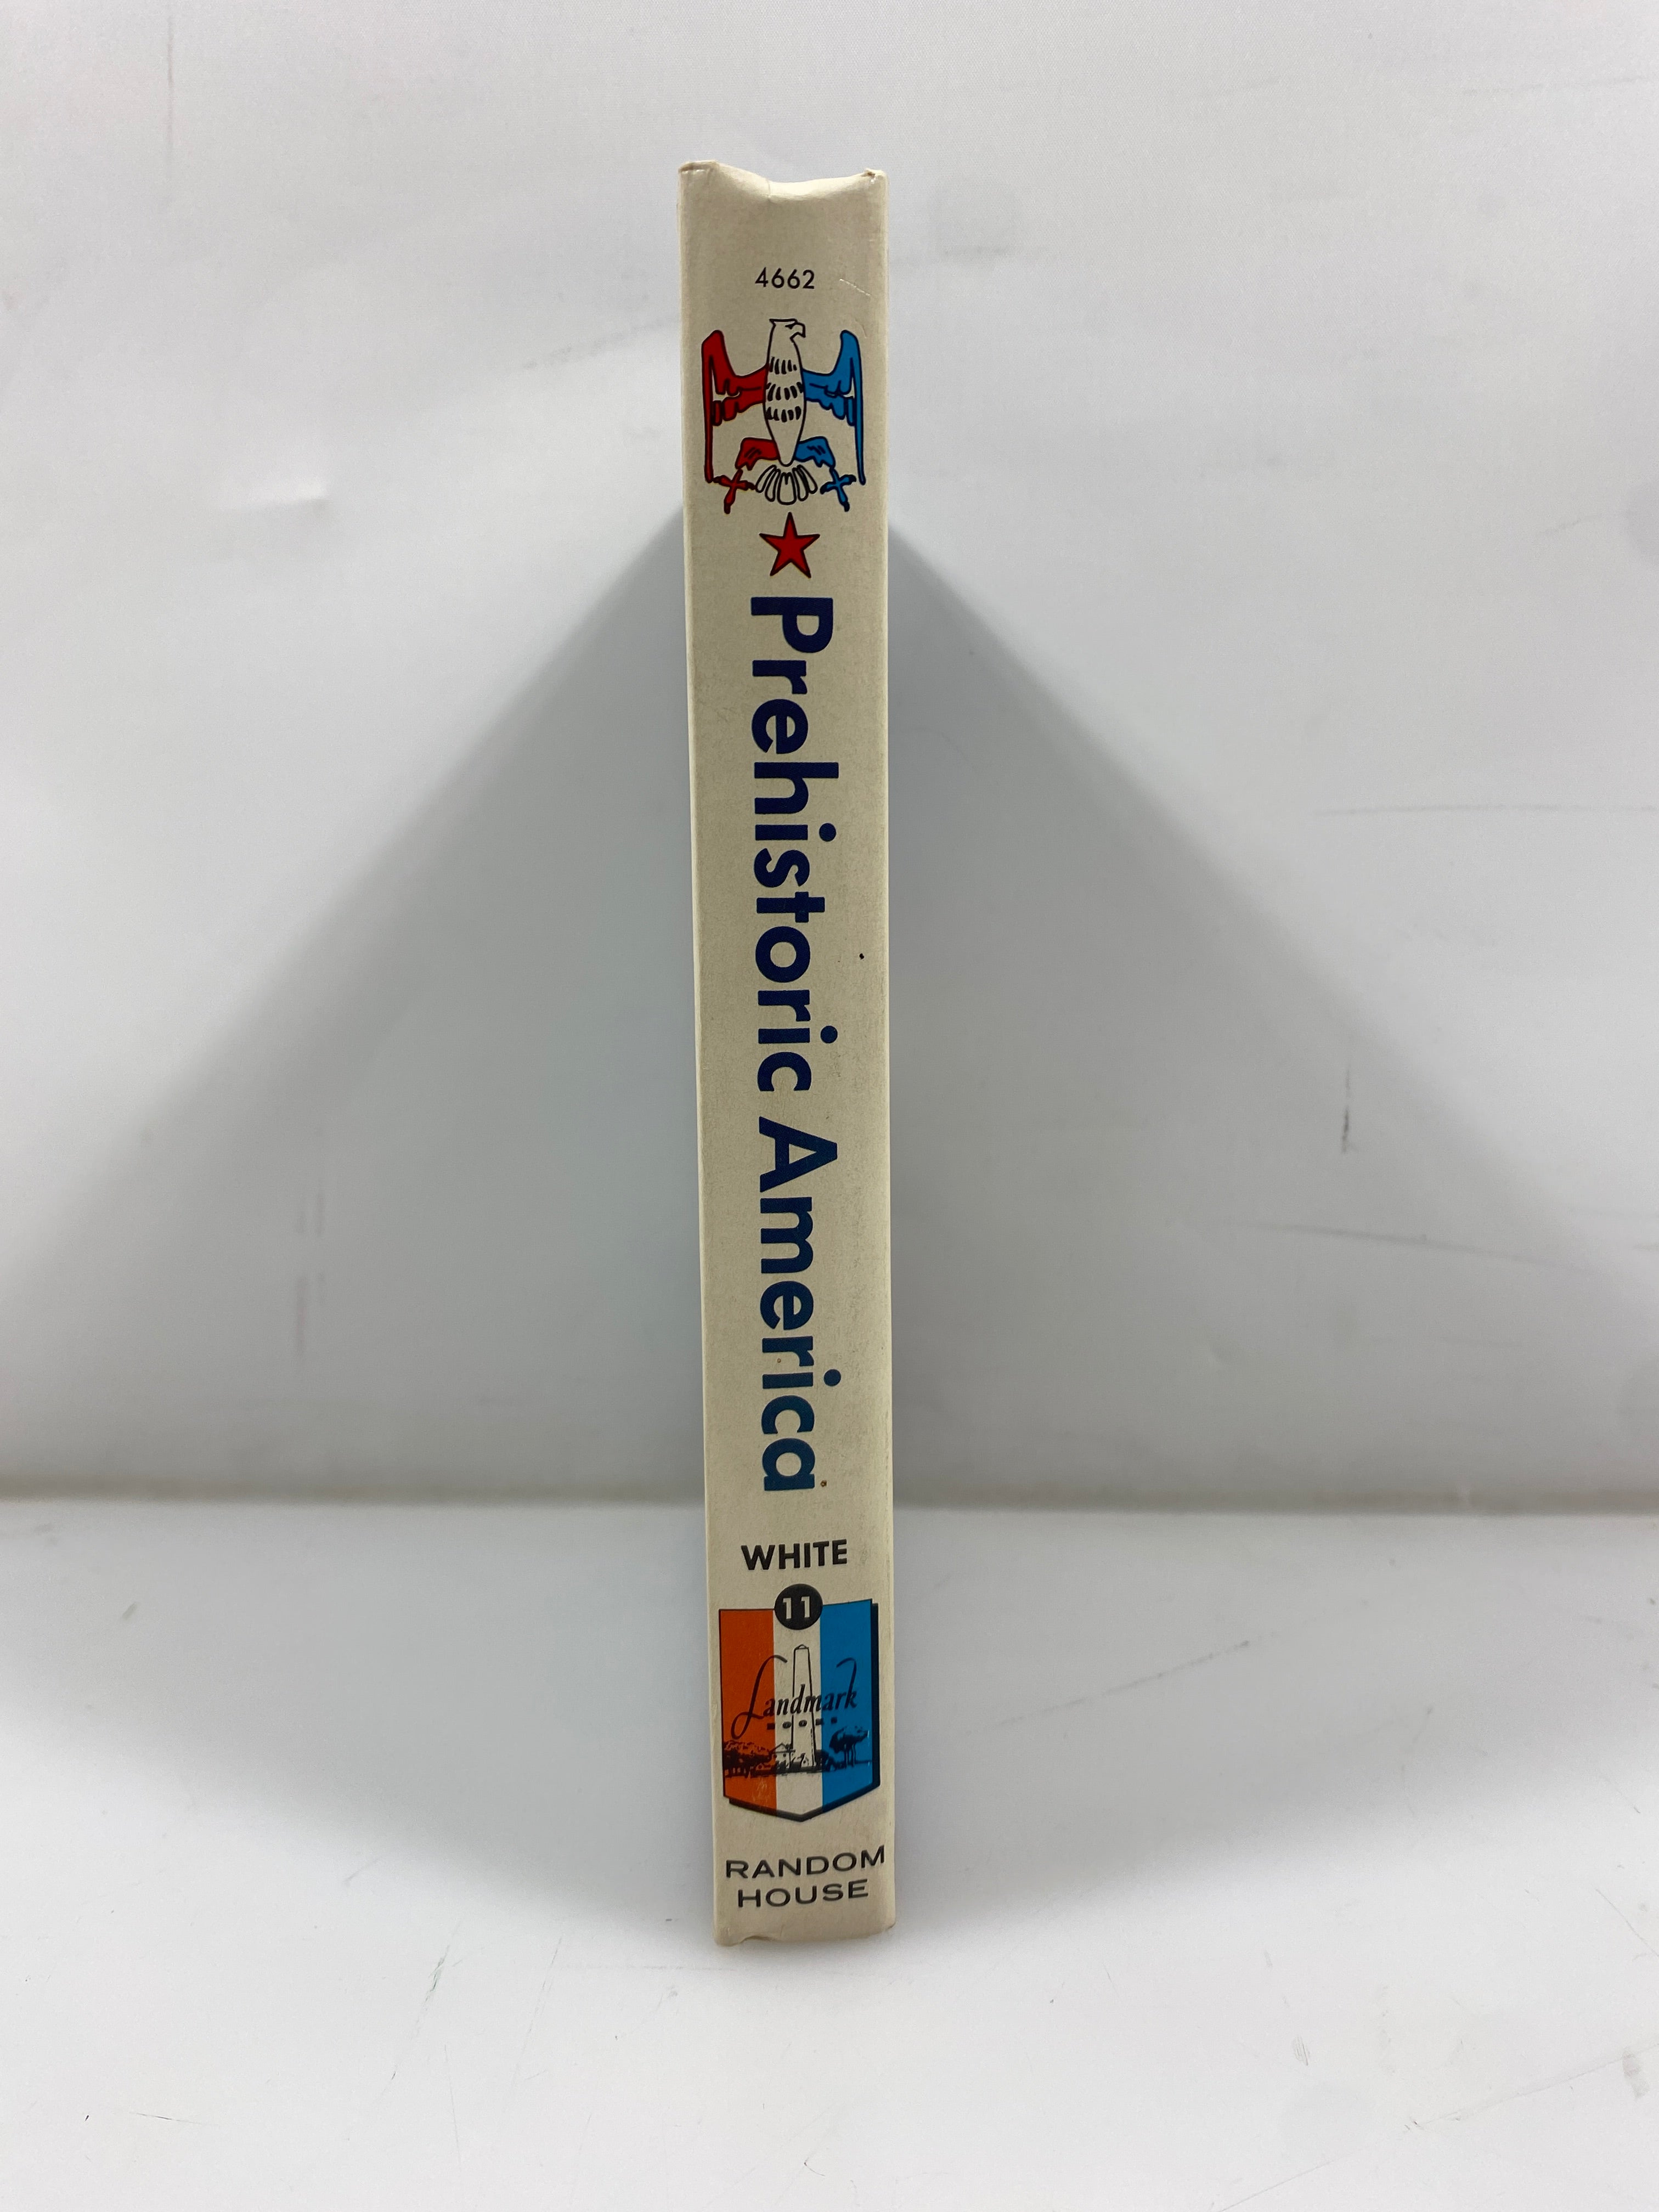 4662
Prehistoric America
WHITE
11
Landmark
RANDOM
HOUSE